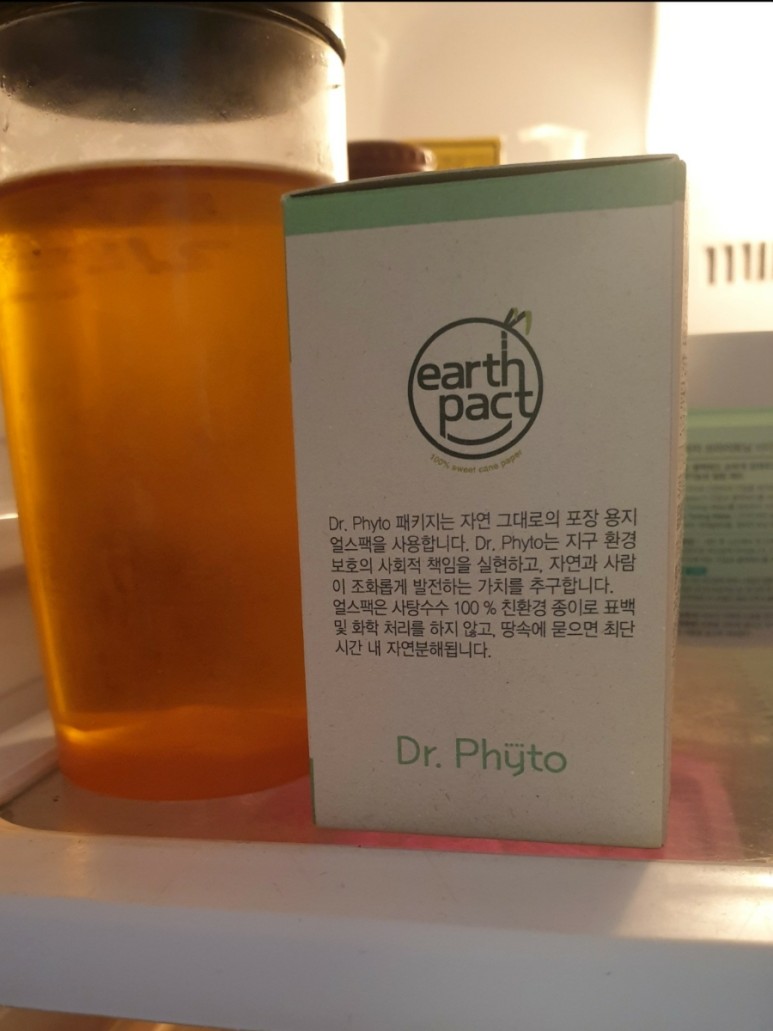 earth
pact
100% sweet cane paper
Dr. Phyto 패키지는 자연 그대로의 포장 용지
얼스팩을 사용합니다. Dr. Phyto는 지구 환경
보호의 사회적 책임을 실현하고, 자연과 사람
이 조화롭게 발전하는 가치를 추구합니다.
얼스팩은 사탕수수 100 % 친환경 종이로 표백
및 화학 처리를 하지 않고, 땅속에 묻으면 최단
시간 내 자연분해됩니다.
Dr. Phyto